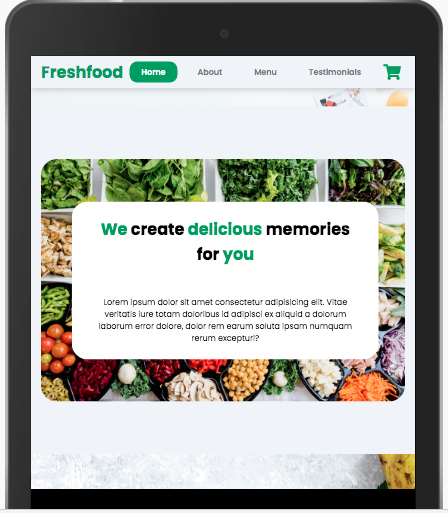 Freshfood Home About Menu Testimonials
We create delicious memories
for you
Lorem ipsum dolor sit amet consectetur adipisicing elit. Vitae
veritatis iure totam doloribus id adipisci ex aliquid a dolorum
laborum error dolore, dolor rem earum soluta ipsam numquam
rerum excepturi?